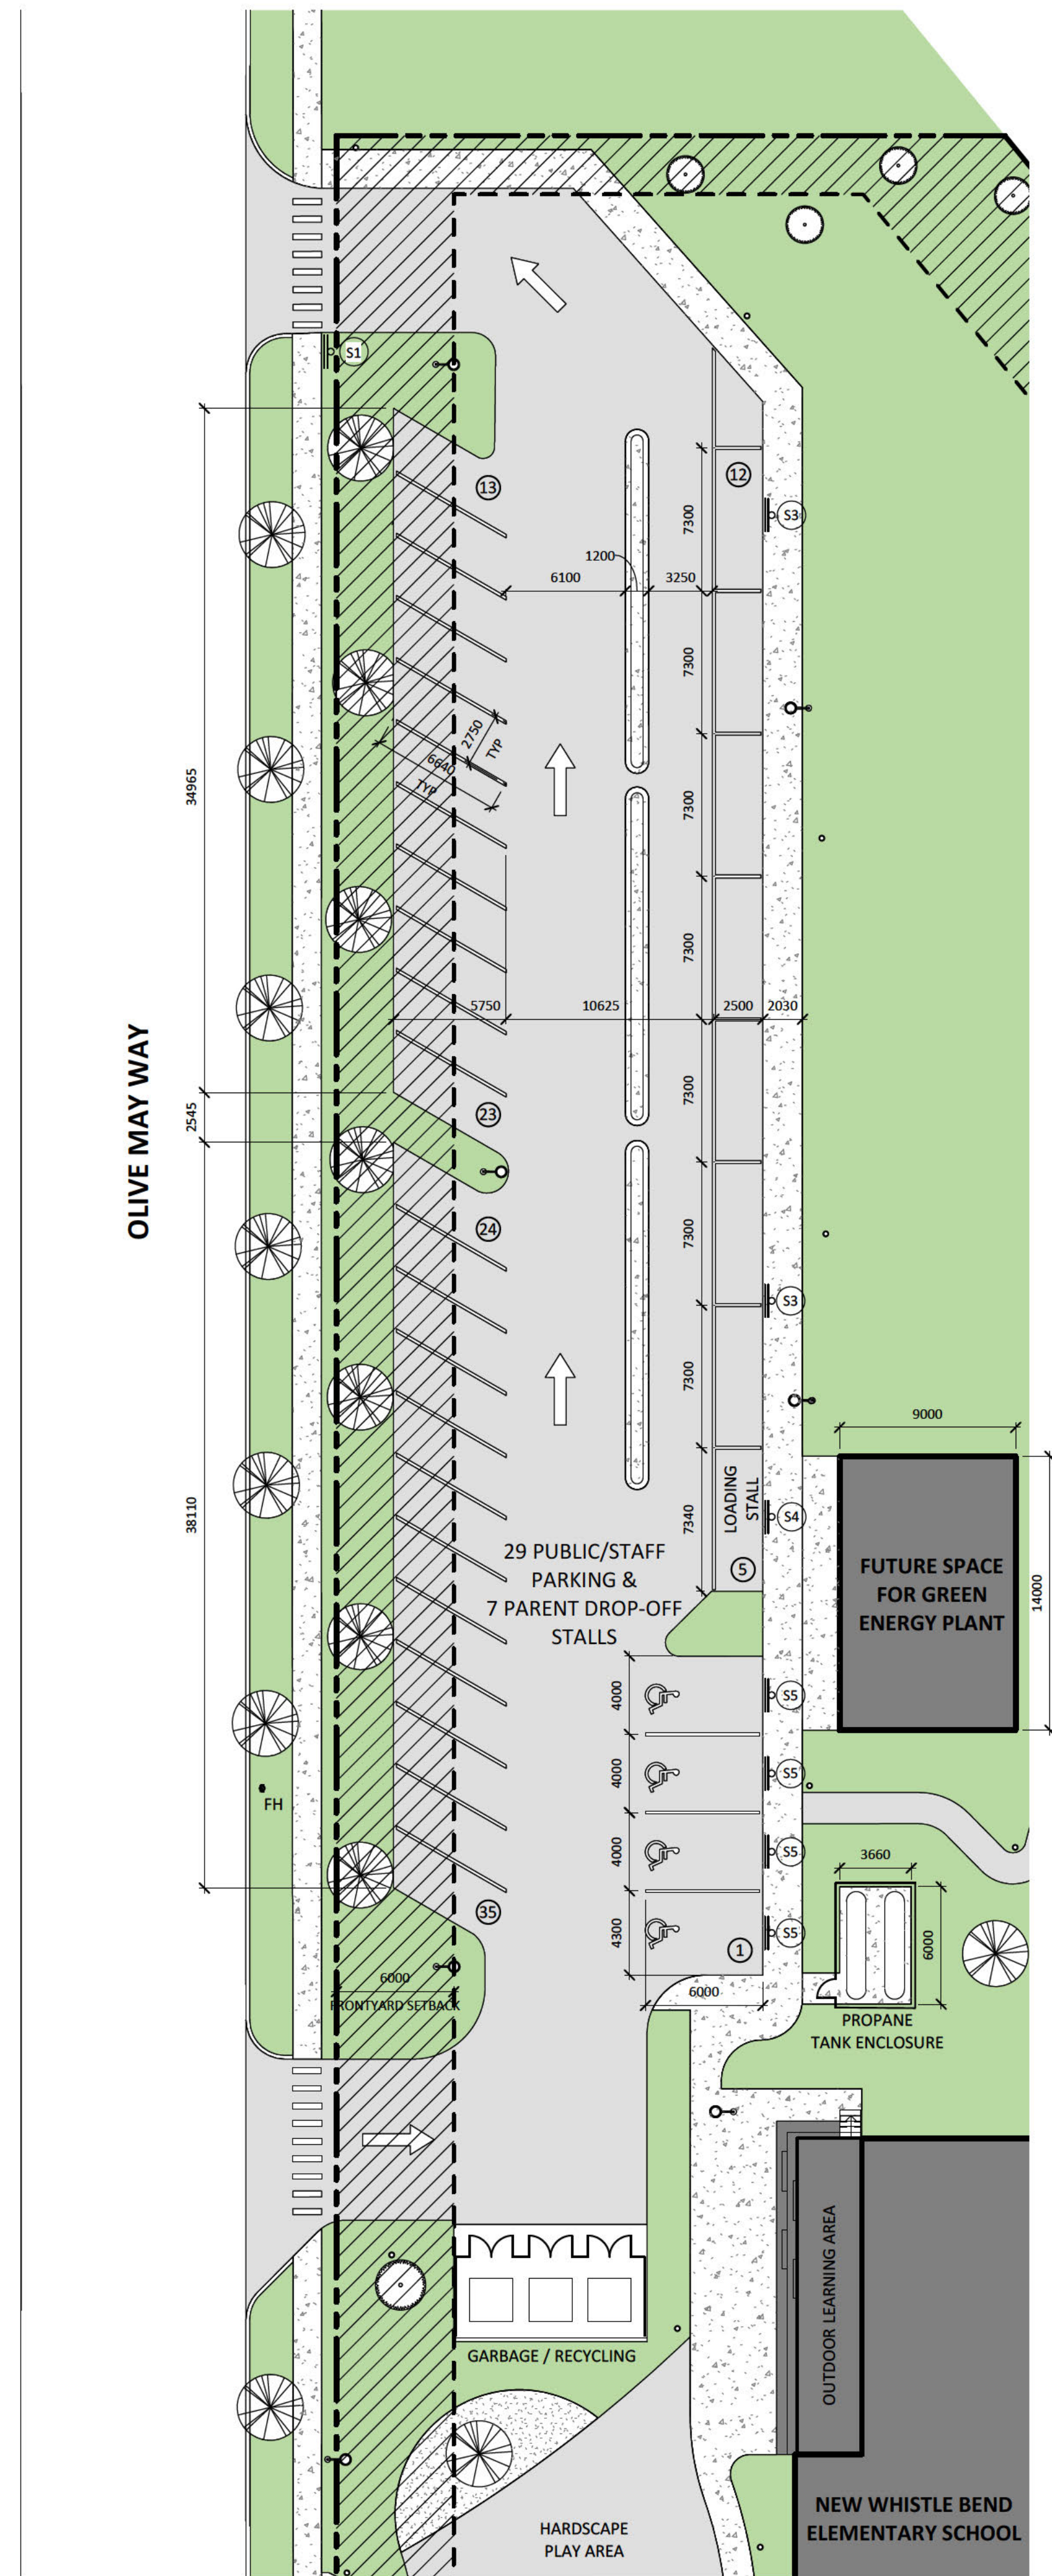 S1
13
12
7300
S3
1200
6100
3250
7300
2750
TYP
6640
TYP
34965
7300
7300
5750
10625
2500
2030
OLIVE MAY WAY
2545
7300
23
24
7300
S3
7300
9000
38110
7340
LOADING
STALL
S4
5
29 PUBLIC/STAFF
PARKING &
7 PARENT DROP-OFF
STALLS
FUTURE SPACE
FOR GREEN
ENERGY PLANT
14000
4000
S5
4000
S5
FH
4000
S5
3660
35
4300
1
S5
6000
6000
FRONTYARD SETBACK
6000
PROPANE
TANK ENCLOSURE
OUTDOOR LEARNING AREA
GARBAGE / RECYCLING
NEW WHISTLE BEND
ELEMENTARY SCHOOL
HARDSCAPE
PLAY AREA